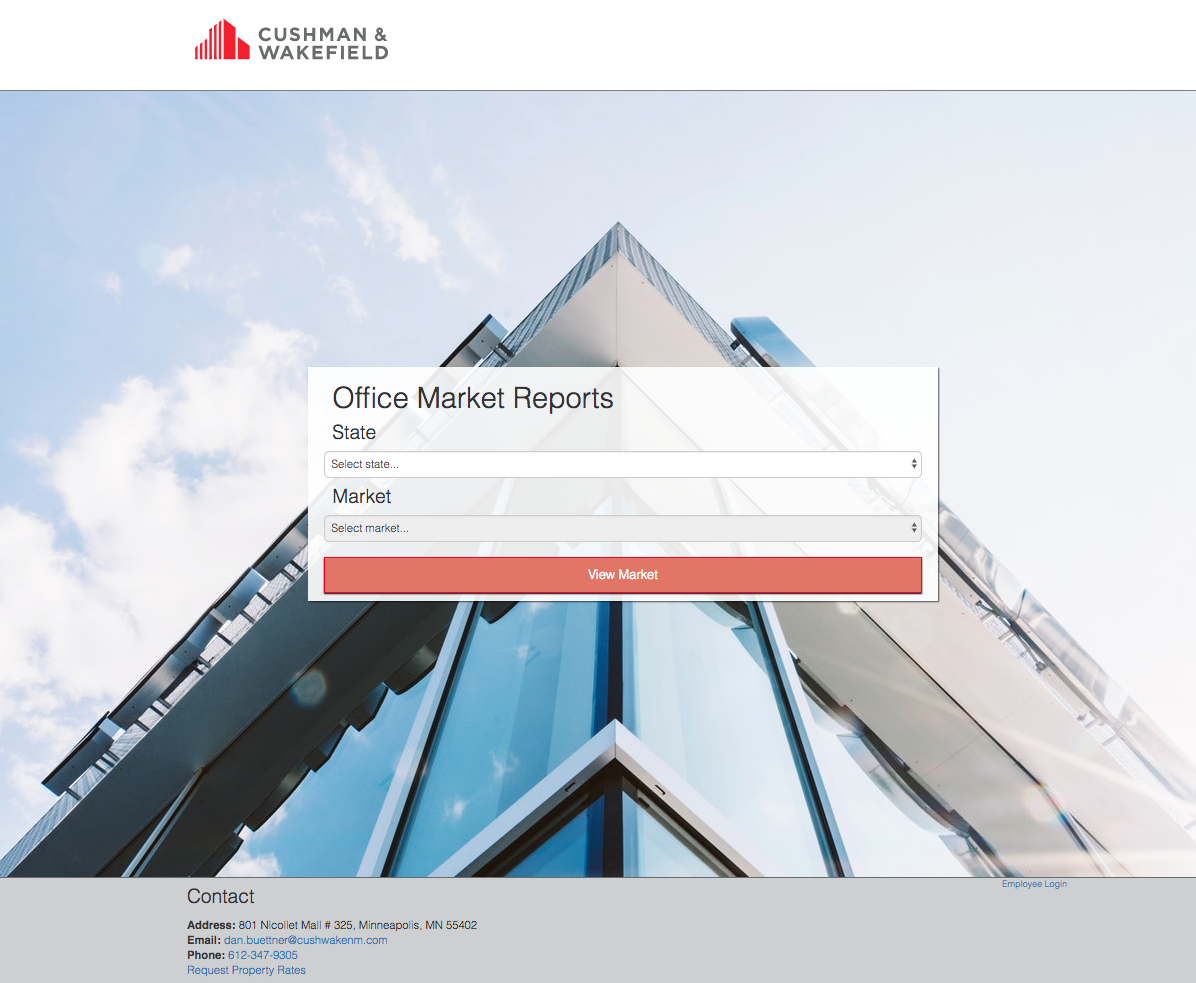 CUSHMAN &
WAKEFIELD
Office Market Reports
State
Select state...
Market
Select market...
View Market
Contact
Employee Login
Address: 801 Nicollet Mall # 325, Minneapolis, MN 55402
Email: dan.buettner@cushwakenm.com
Phone: 612-347-9305
Request Property Rates